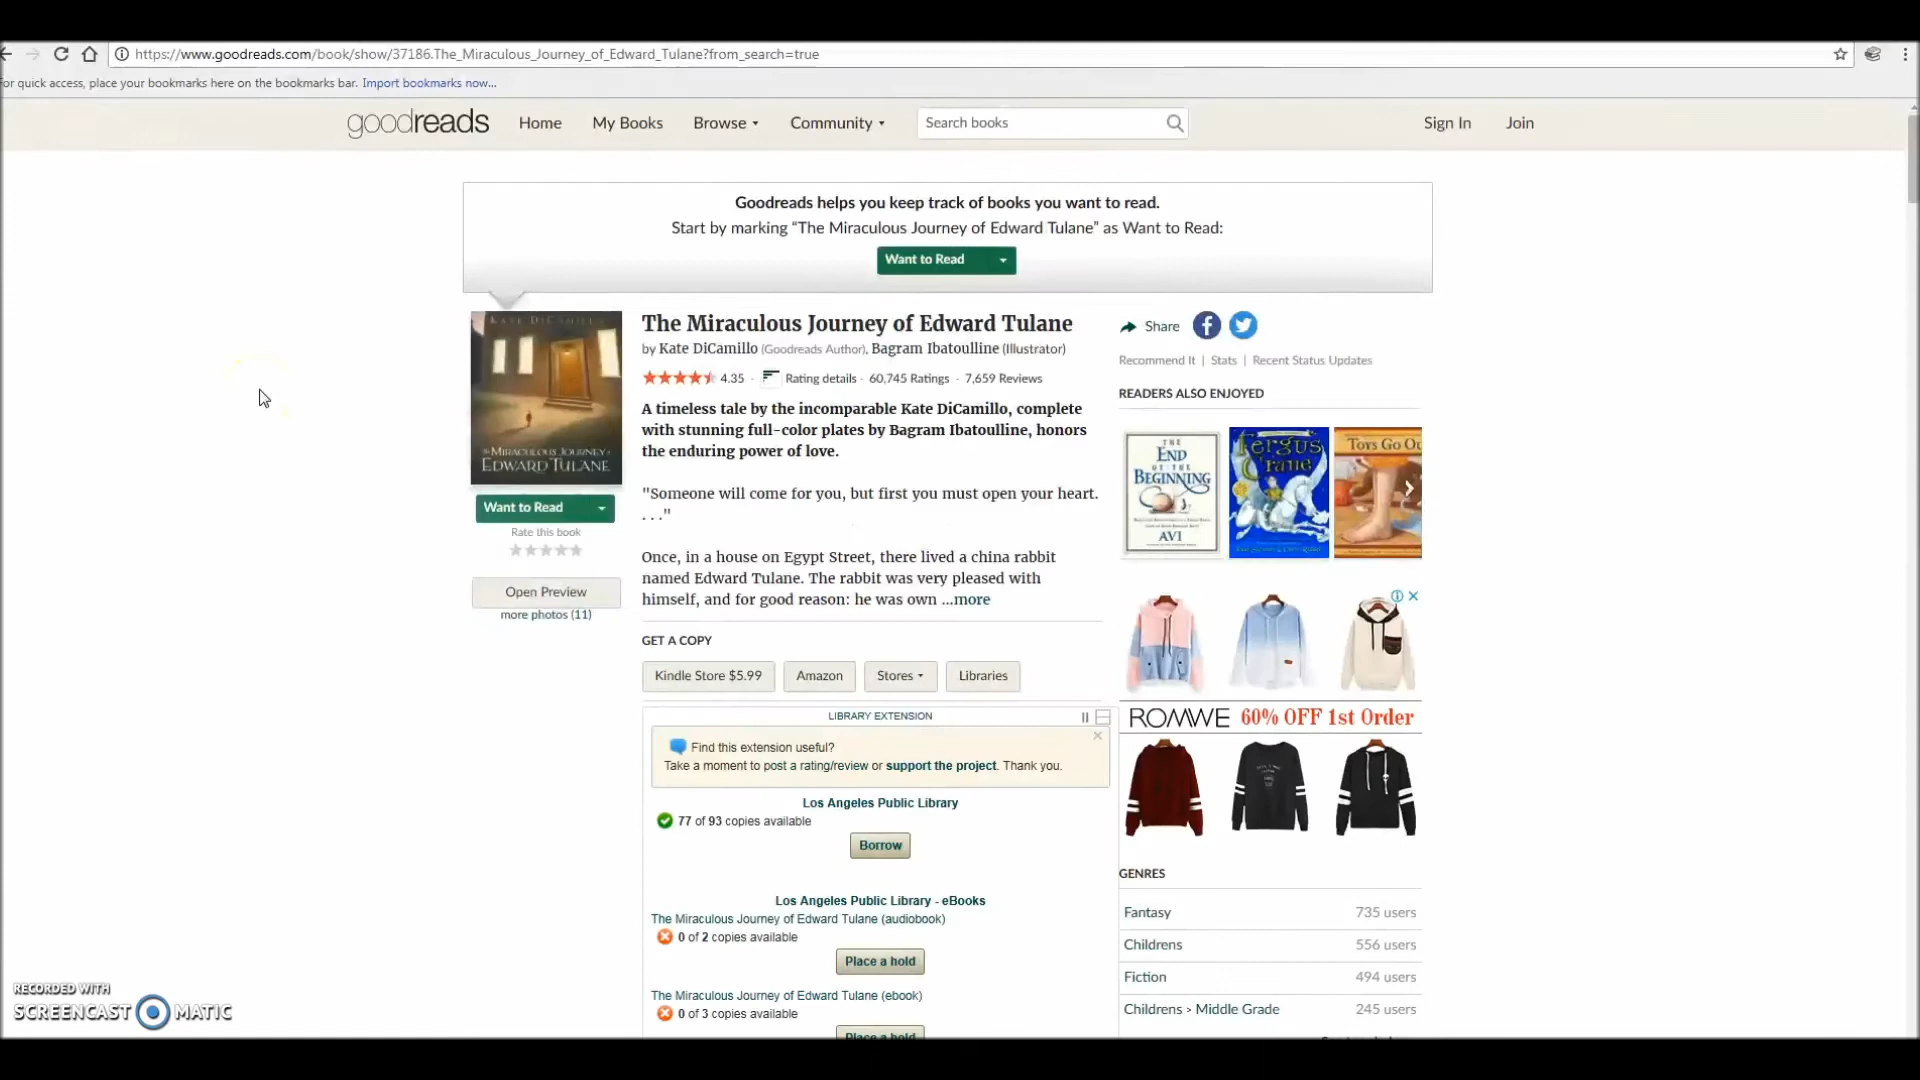 https://www.goodreads.com/book/show/37186.The_Miraculous_Journey_of_Edward_Tulane?from_search=true
or quick access, place your bookmarks here on the bookmarks bar. Import bookmarks now...
goodreads Home My Books Browse Community Search books Sign In Join
Goodreads helps you keep track of books you want to read.
Start by marking “The Miraculous Journey of Edward Tulane” as Want to Read:
Want to Read
KATE DICAMILLO
THE MIRACULOUS JOURNEY of
EDWARD TULANE
Want to Read
Rate this book
Open Preview
more photos (11)
The Miraculous Journey of Edward Tulane
by Kate DiCamillo (Goodreads Author), Bagram Ibatoulline (Illustrator)
4.35 · Rating details · 60,745 Ratings · 7,659 Reviews
A timeless tale by the incomparable Kate DiCamillo, complete
with stunning full-color plates by Bagram Ibatoulline, honors
the enduring power of love.
"Someone will come for you, but first you must open your heart.
. . ."
Once, in a house on Egypt Street, there lived a china rabbit
named Edward Tulane. The rabbit was very pleased with
himself, and for good reason: he was own ...more
GET A COPY
Kindle Store $5.99 Amazon Stores Libraries
LIBRARY EXTENSION
Find this extension useful?
Take a moment to post a rating/review or support the project. Thank you.
Los Angeles Public Library
77 of 93 copies available
Borrow
Los Angeles Public Library - eBooks
The Miraculous Journey of Edward Tulane (audiobook)
0 of 2 copies available
Place a hold
The Miraculous Journey of Edward Tulane (ebook)
0 of 3 copies available
Place a hold
Share
Recommend It | Stats | Recent Status Updates
READERS ALSO ENJOYED
THE
END
OF THE
BEGINNING
AVI
Fergus
Crane
Toys Go Ou
ROMWE 60% OFF 1st Order
GENRES
Fantasy 735 users
Childrens 556 users
Fiction 494 users
Childrens > Middle Grade 245 users
RECORDED WITH
SCREENCAST MATIC